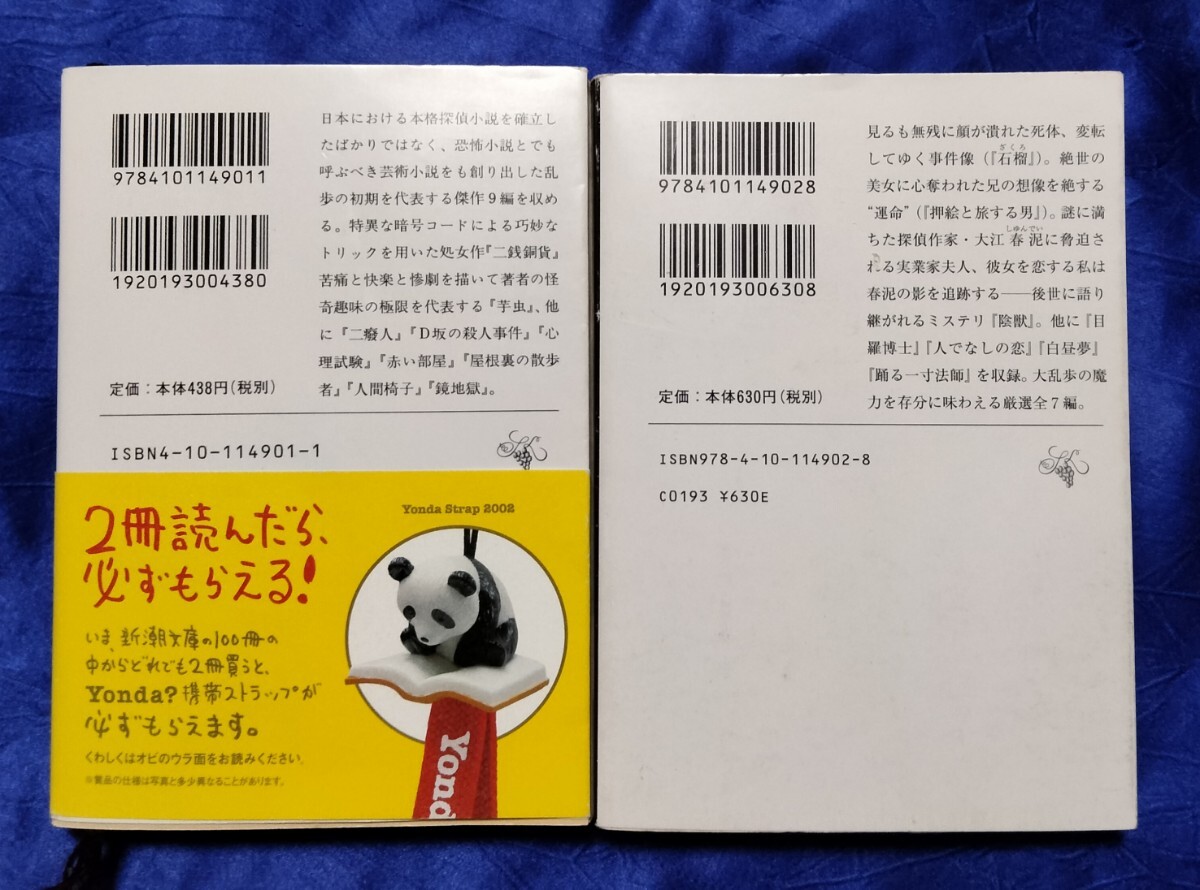 9784101149011
1920193004380
定価：本体438円（税別）
日本における本格探偵小説を確立し
たばかりではなく、恐怖小説とでも
呼ぶべき芸術小説をも創り出した乱
歩の初期を代表する傑作９編を収め
る。特異な暗号コードによる巧妙な
トリックを用いた処女作『二銭銅貨』
苦痛と快楽と惨劇を描いて著者の怪
奇趣味の極限を代表する『芋虫』、他
に『二癈人』『D坂の殺人事件』『心
理試験』『赤い部屋』『屋根裏の散歩
者』『人間椅子』『鏡地獄』。
ISBN4-10-114901-1
2冊読んだら、
必ずもらえる!
いま、新潮文庫の100冊の
中からどれでも2冊買うと、
Yonda?携帯ストラップが
必ずもらえます。
くわしくはオビのウラ面をお読みください。
※賞品の仕様は写真と多少異なることがあります。
Yonda Strap 2002
Yond
9784101149028
1920193006308
定価：本体630円（税別）
見るも無残に顔が潰れた死体、変転
ざくろ
してゆく事件像（『石榴』）。絶世の
美女に心奪われた兄の想像を絶する
“運命”（『押絵と旅する男』）。謎に満
しゅんでい
ちた探偵作家・大江春泥に脅迫さ
れる実業家夫人、彼女を恋する私は
春泥の影を追跡する――後世に語り
継がれるミステリ『陰獣』。他に『目
羅博士』『人でなしの恋』『白昼夢』
『踊る一寸法師』を収録。大乱歩の魔
力を存分に味わえる厳選全７編。
ISBN978-4-10-114902-8
C0193 ¥630E